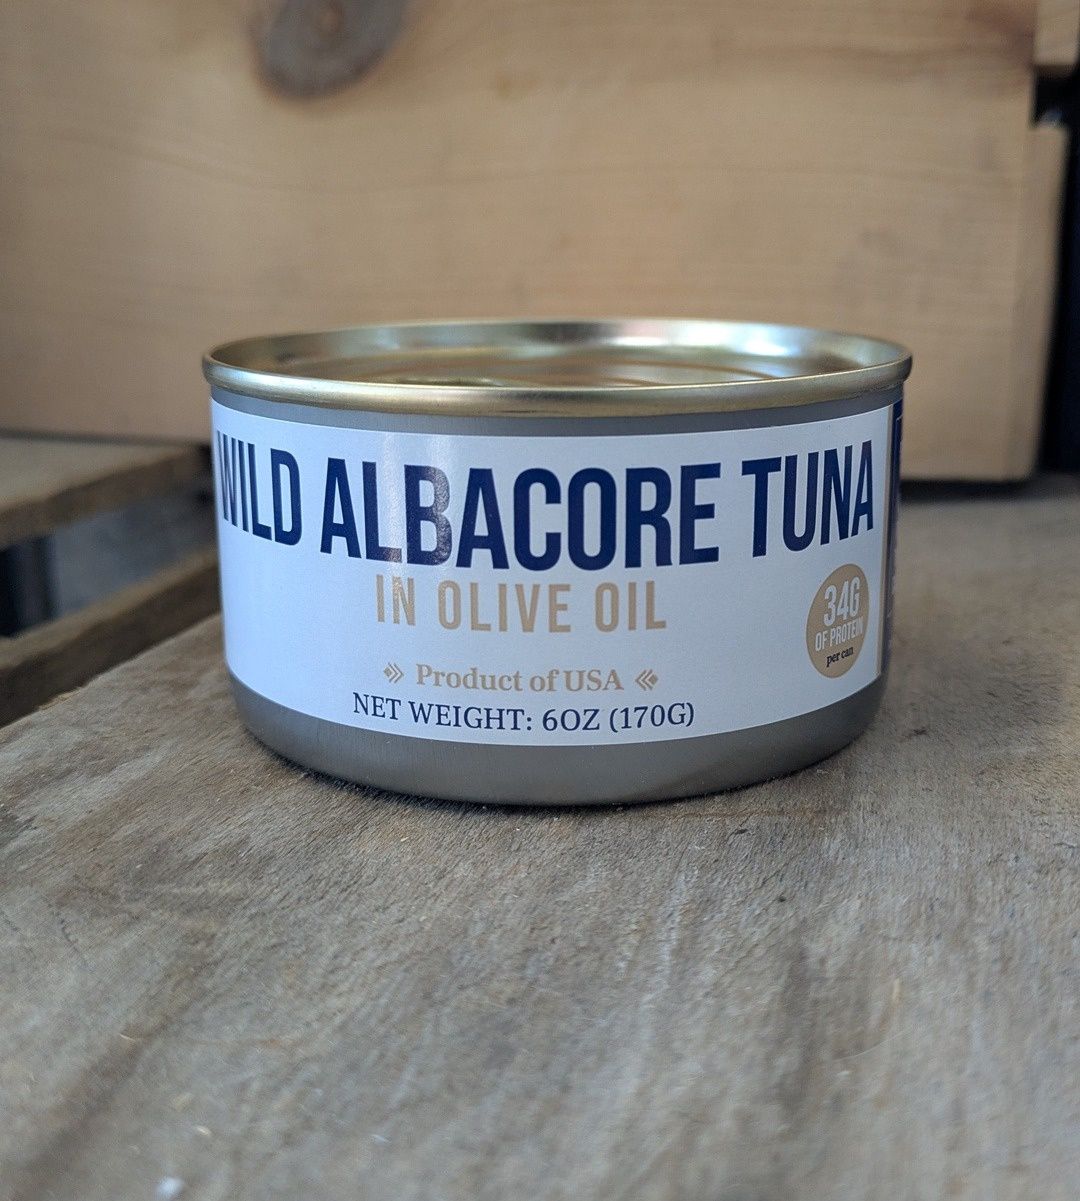 WILD ALBACORE TUNA
IN OLIVE OIL
34G
OF PROTEIN
per can
Product of USA
NET WEIGHT: 6OZ (170G)